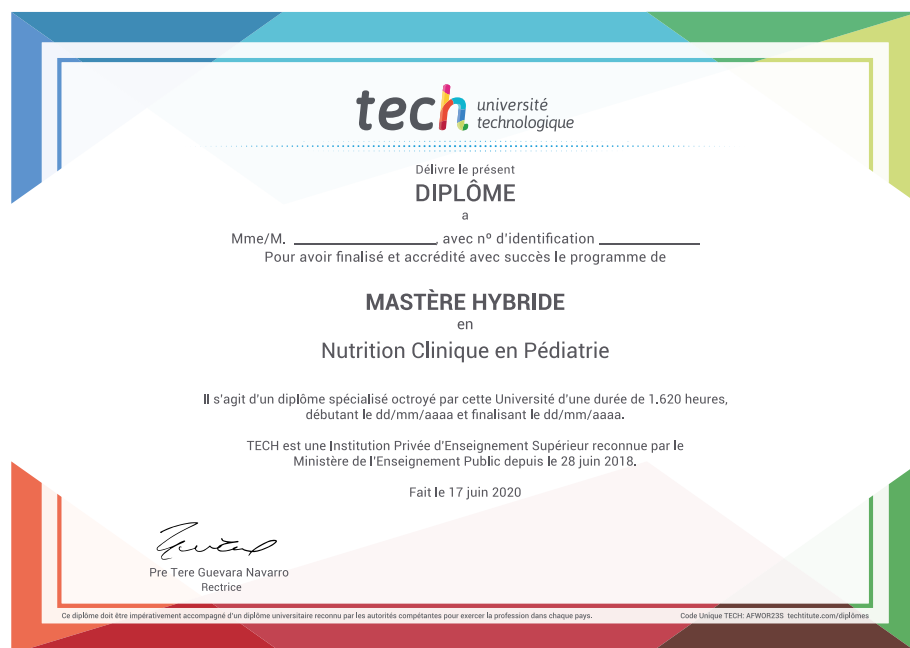 tech université
technologique
Délivre le présent
DIPLÔME
a
Mme/M. ____________, avec nº d'identification ____________
Pour avoir finalisé et accrédité avec succès le programme de
MASTÈRE HYBRIDE
en
Nutrition Clinique en Pédiatrie
Il s'agit d'un diplôme spécialisé octroyé par cette Université d'une durée de 1.620 heures,
débutant le dd/mm/aaaa et finalisant le dd/mm/aaaa.
TECH est une Institution Privée d'Enseignement Supérieur reconnue par le
Ministère de l'Enseignement Public depuis le 28 juin 2018.
Fait le 17 juin 2020
Pre Tere Guevara Navarro
Rectrice
Ce diplôme doit être impérativement accompagné d'un diplôme universitaire reconnu par les autorités compétantes pour exercer la profession dans chaque pays.
Code Unique TECH: AFWOR23S techtitute.com/diplômes